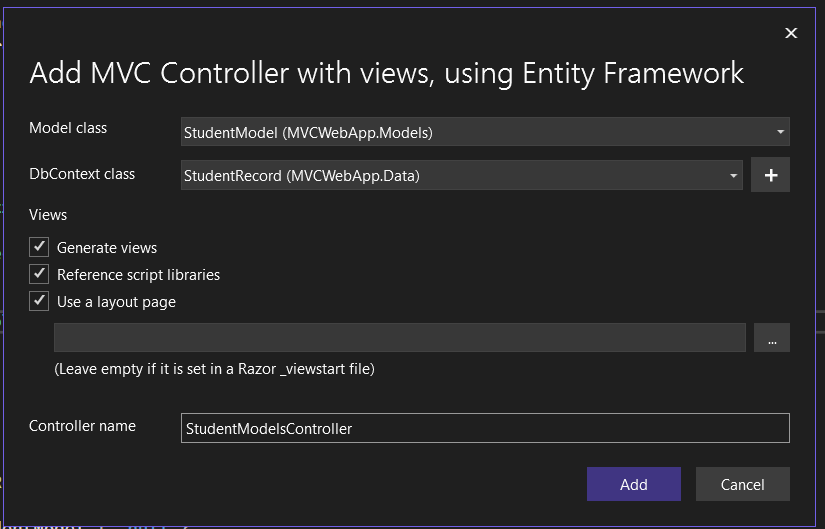 Add MVC Controller with views, using Entity Framework
Model class
StudentModel (MVCWebApp.Models)
DbContext class
StudentRecord (MVCWebApp.Data)
Views
Generate views
Reference script libraries
Use a layout page
...
(Leave empty if it is set in a Razor _viewstart file)
Controller name
StudentModelsController
Add
Cancel